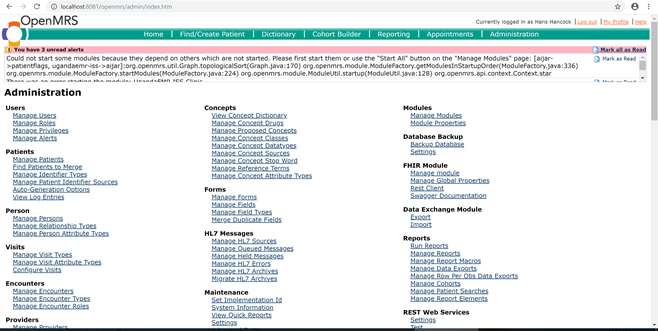 localhost:8081/openmrs/admin/index.htm
OpenMRS
Currently logged in as Hans Hancock | Log out | My Profile | Help
Home | Find/Create Patient | Dictionary | Cohort Builder | Reporting | Appointments | Administration
You have 3 unread alerts
Mark all as Read
Could not start some modules because they depend on others which are not started. Please first start them or use the "Start All" button on the "Manage Modules" page: [aijar
Mark as Read
->patientflags, ugandaemr-iss->aijar]:org.openmrs.util.Graph.topologicalSort(Graph.java:170) org.openmrs.module.ModuleFactory.getModulesInStartupOrder(ModuleFactory.java:336)
org.openmrs.module.ModuleFactory.startModules(ModuleFactory.java:224) org.openmrs.module.ModuleUtil.startup(ModuleUtil.java:128) org.openmrs.api.context.Context.star
Administration
Users
Manage Users
Manage Roles
Manage Privileges
Manage Alerts
Patients
Manage Patients
Find Patients to Merge
Manage Identifier Types
Manage Patient Identifier Sources
Auto-Generation Options
View Log Entries
Person
Manage Persons
Manage Relationship Types
Manage Person Attribute Types
Visits
Manage Visit Types
Manage Visit Attribute Types
Configure Visits
Encounters
Manage Encounters
Manage Encounter Types
Manage Encounter Roles
Providers
Manage Providers
Concepts
View Concept Dictionary
Manage Concept Drugs
Manage Proposed Concepts
Manage Concept Classes
Manage Concept Datatypes
Manage Concept Sources
Manage Concept Stop Word
Manage Reference Terms
Manage Concept Attribute Types
Forms
Manage Forms
Manage Fields
Manage Field Types
Merge Duplicate Fields
HL7 Messages
Manage HL7 Sources
Manage Queued Messages
Manage Held Messages
Manage HL7 Errors
Manage HL7 Archives
Migrate HL7 Archives
Maintenance
Set Implementation Id
System Information
View Quick Reports
Settings
Modules
Manage Modules
Module Properties
Database Backup
Backup Database
Settings
FHIR Module
Manage module
Manage Global Properties
Rest Client
Swagger Documentation
Data Exchange Module
Export
Import
Reports
Run Reports
Manage Reports
Manage Report Macros
Manage Data Exports
Manage Row Per Obs Data Exports
Manage Cohorts
Manage Patient Searches
Manage Report Elements
REST Web Services
Settings
Test